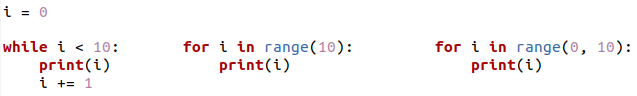 i = 0
while i < 10:    for i in range(10):    for i in range(0, 10):
    print(i)    print(i)    print(i)
    i += 1